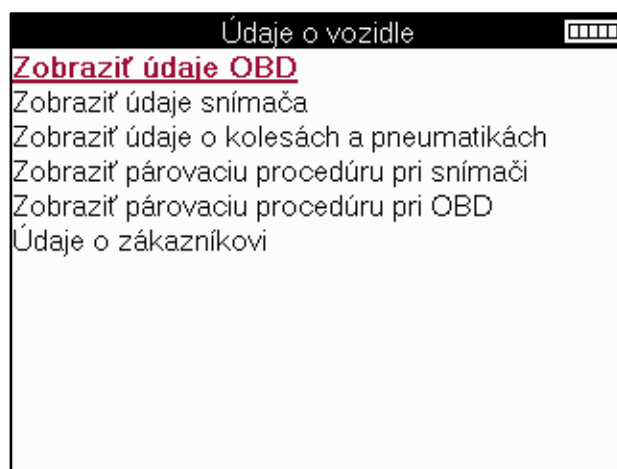 Údaje o vozidle
Zobraziť údaje OBD
Zobraziť údaje snímača
Zobraziť údaje o kolesách a pneumatikách
Zobraziť párovaciu procedúru pri snímači
Zobraziť párovaciu procedúru pri OBD
Údaje o zákazníkovi